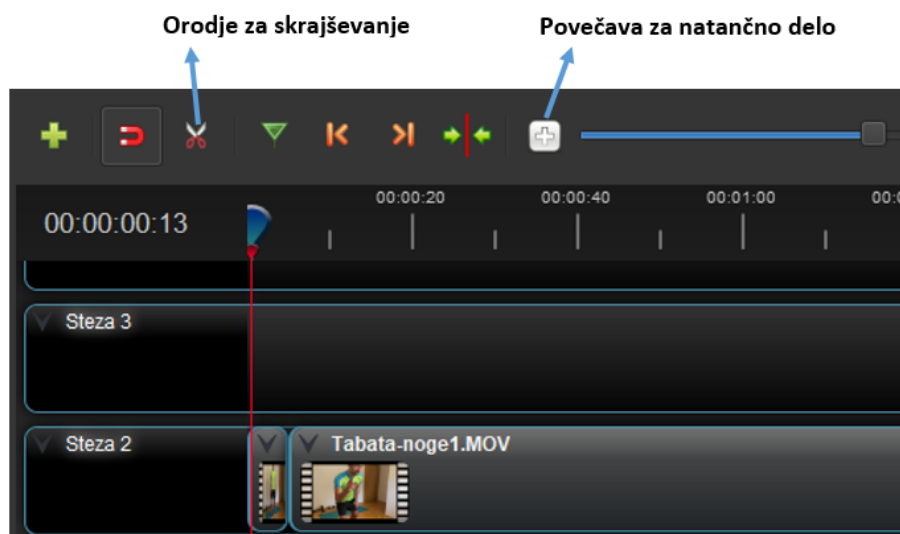 Orodje za skrajševanje
Povečava za natančno delo
00:00:20
00:00:40
00:01:00
00:00:00:13
Steza 3
Steza 2
Tabata-noge1.MOV